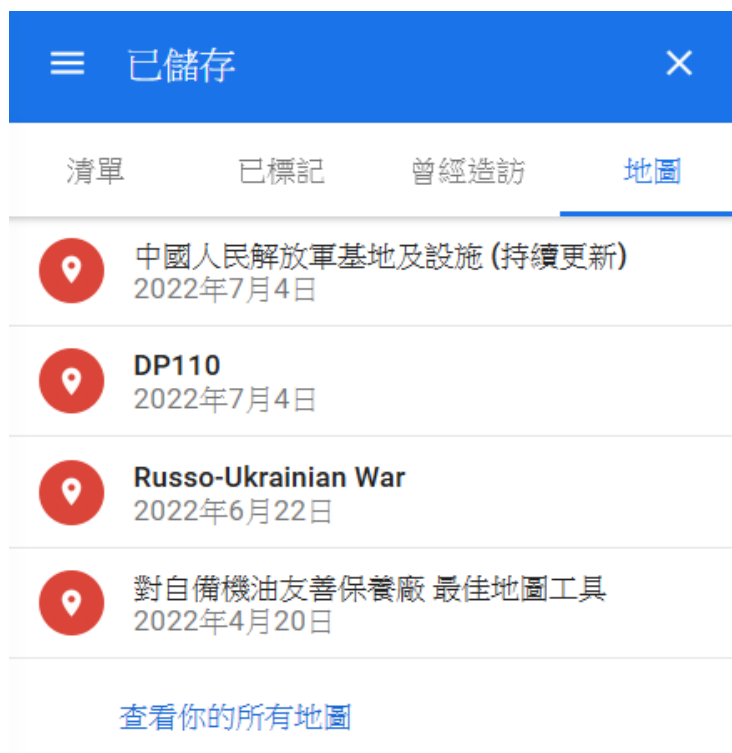 已儲存
清單 已標記 曾經造訪 地圖
中國人民解放軍基地及設施 (持續更新)
2022年7月4日
DP110
2022年7月4日
Russo-Ukrainian War
2022年6月22日
對自備機油友善保養廠 最佳地圖工具
2022年4月20日
查看你的所有地圖